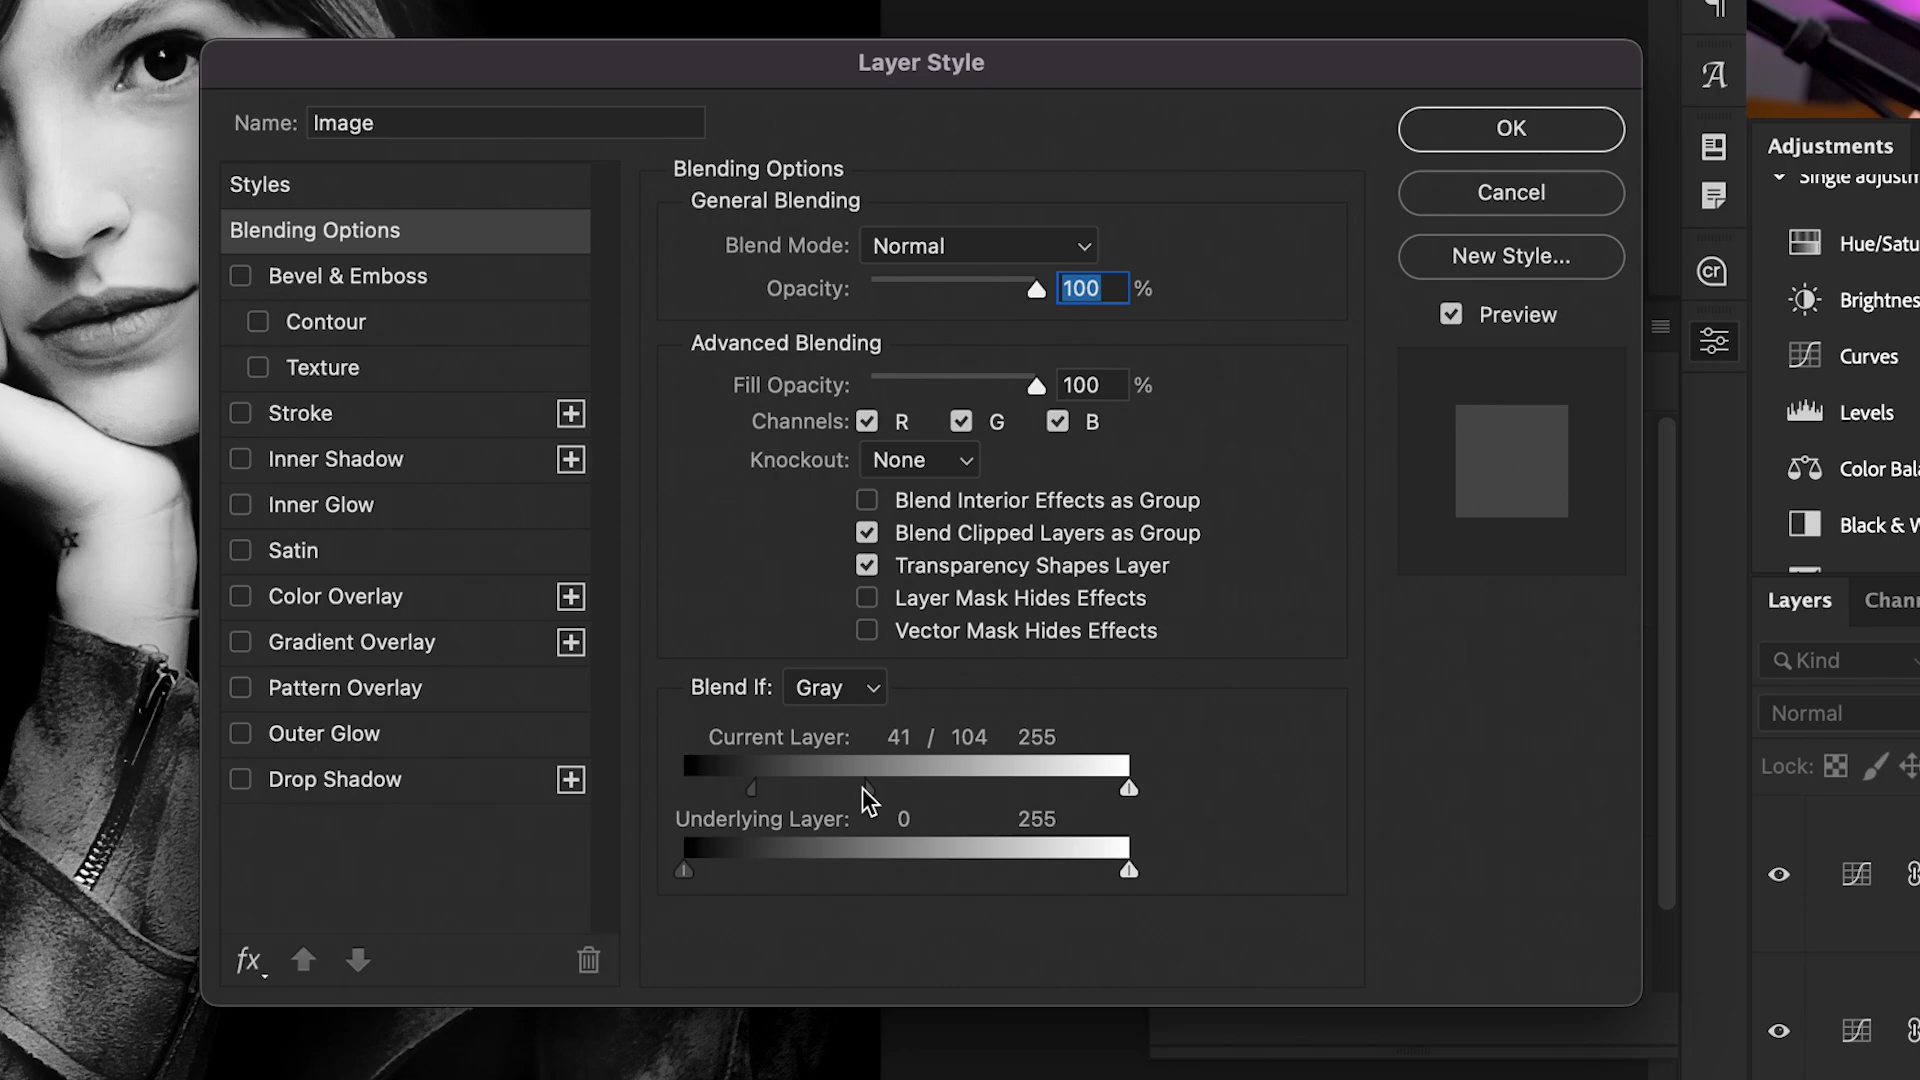 Layer Style
Name: Image
Styles
Blending Options
Bevel & Emboss
Contour
Texture
Stroke
Inner Shadow
Inner Glow
Satin
Color Overlay
Gradient Overlay
Pattern Overlay
Outer Glow
Drop Shadow
fx
Blending Options
General Blending
Blend Mode: Normal
Opacity: 100 %
Advanced Blending
Fill Opacity: 100 %
Channels: R G B
Knockout: None
Blend Interior Effects as Group
Blend Clipped Layers as Group
Transparency Shapes Layer
Layer Mask Hides Effects
Vector Mask Hides Effects
Blend If: Gray
Current Layer: 41 / 104 255
Underlying Layer: 0 255
OK
Cancel
New Style...
Preview
A
cr
Adjustments
Single adjustm
Hue/Satu
Brightnes
Curves
Levels
Color Bala
Black & W
Layers Chann
Kind
Normal
Lock: